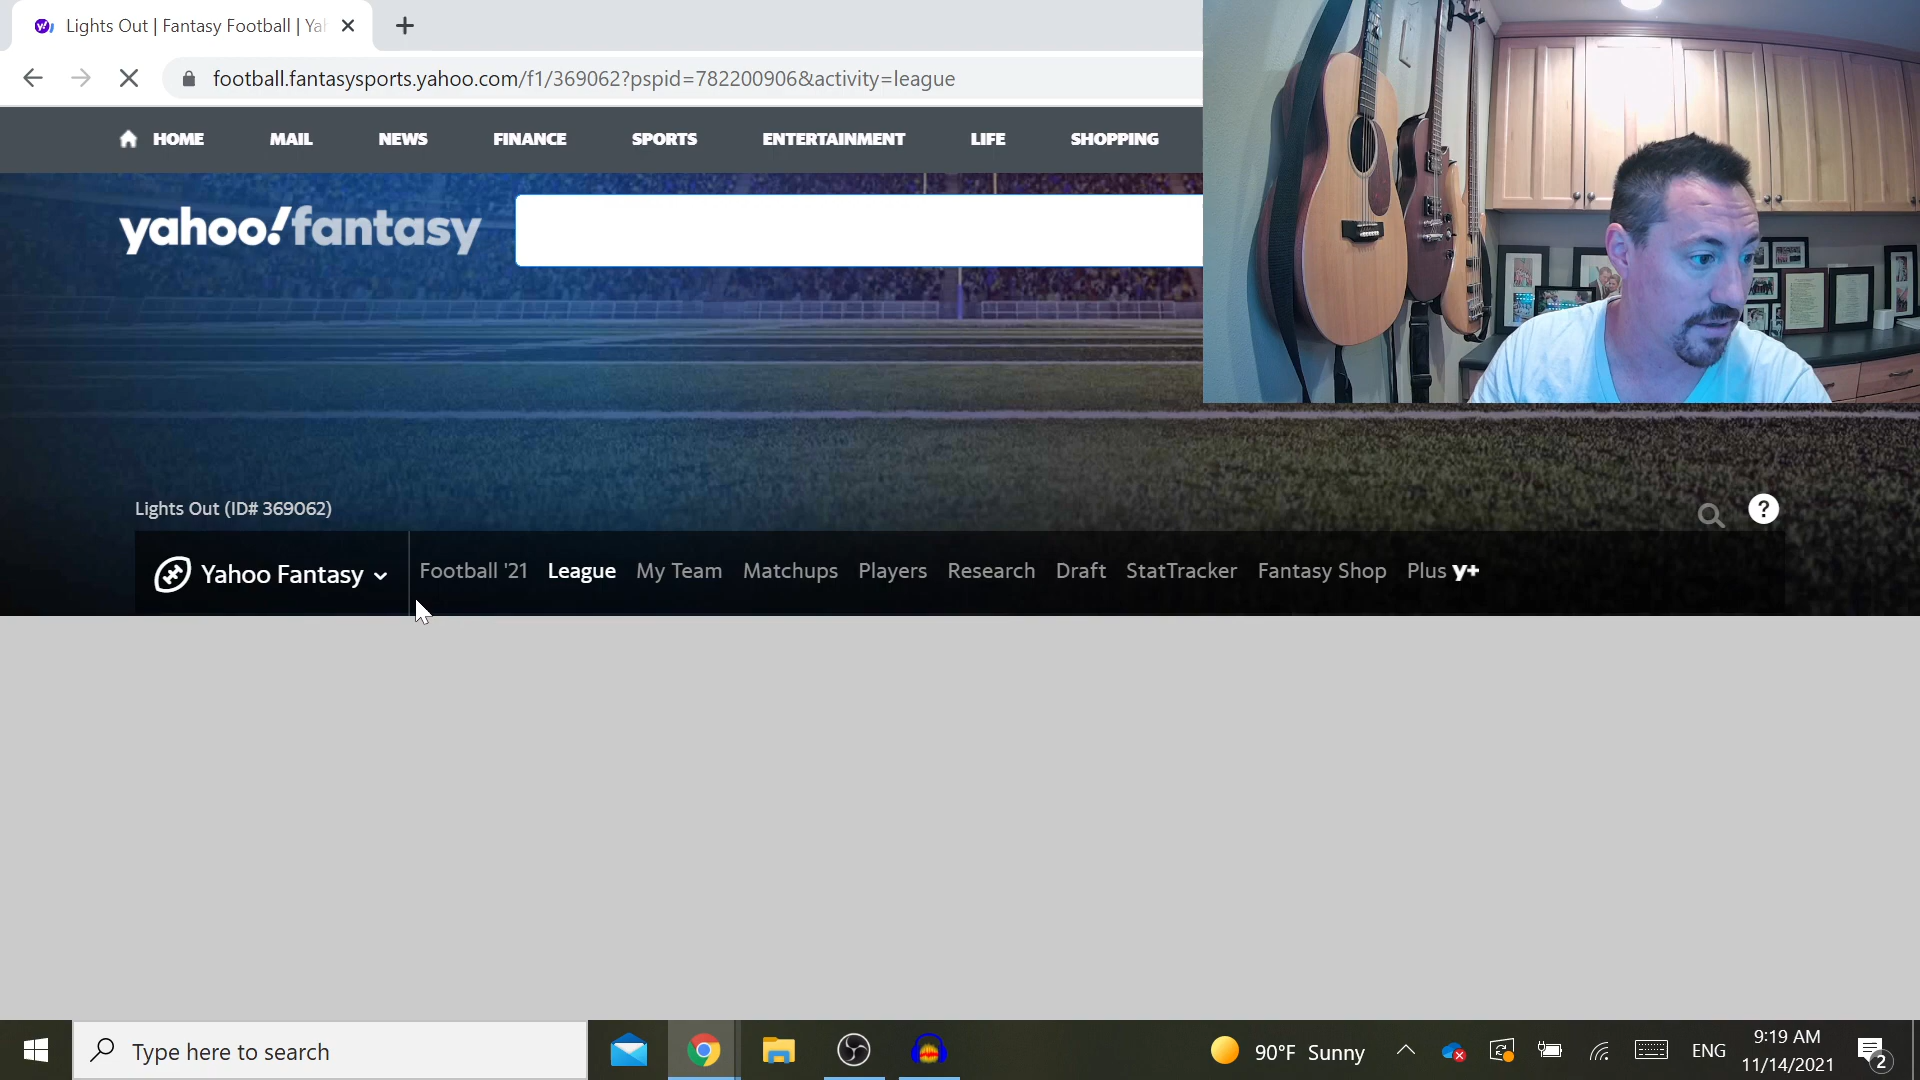 Lights Out | Fantasy Football | Yah
football.fantasysports.yahoo.com/f1/369062?pspid=782200906&activity=league
HOME MAIL NEWS FINANCE SPORTS ENTERTAINMENT LIFE SHOPPING
yahoo!fantasy
Lights Out (ID# 369062)
?
Yahoo Fantasy Football '21 League My Team Matchups Players Research Draft StatTracker Fantasy Shop Plus y+
Type here to search
90°F Sunny
ENG
9:19 AM
11/14/2021
2